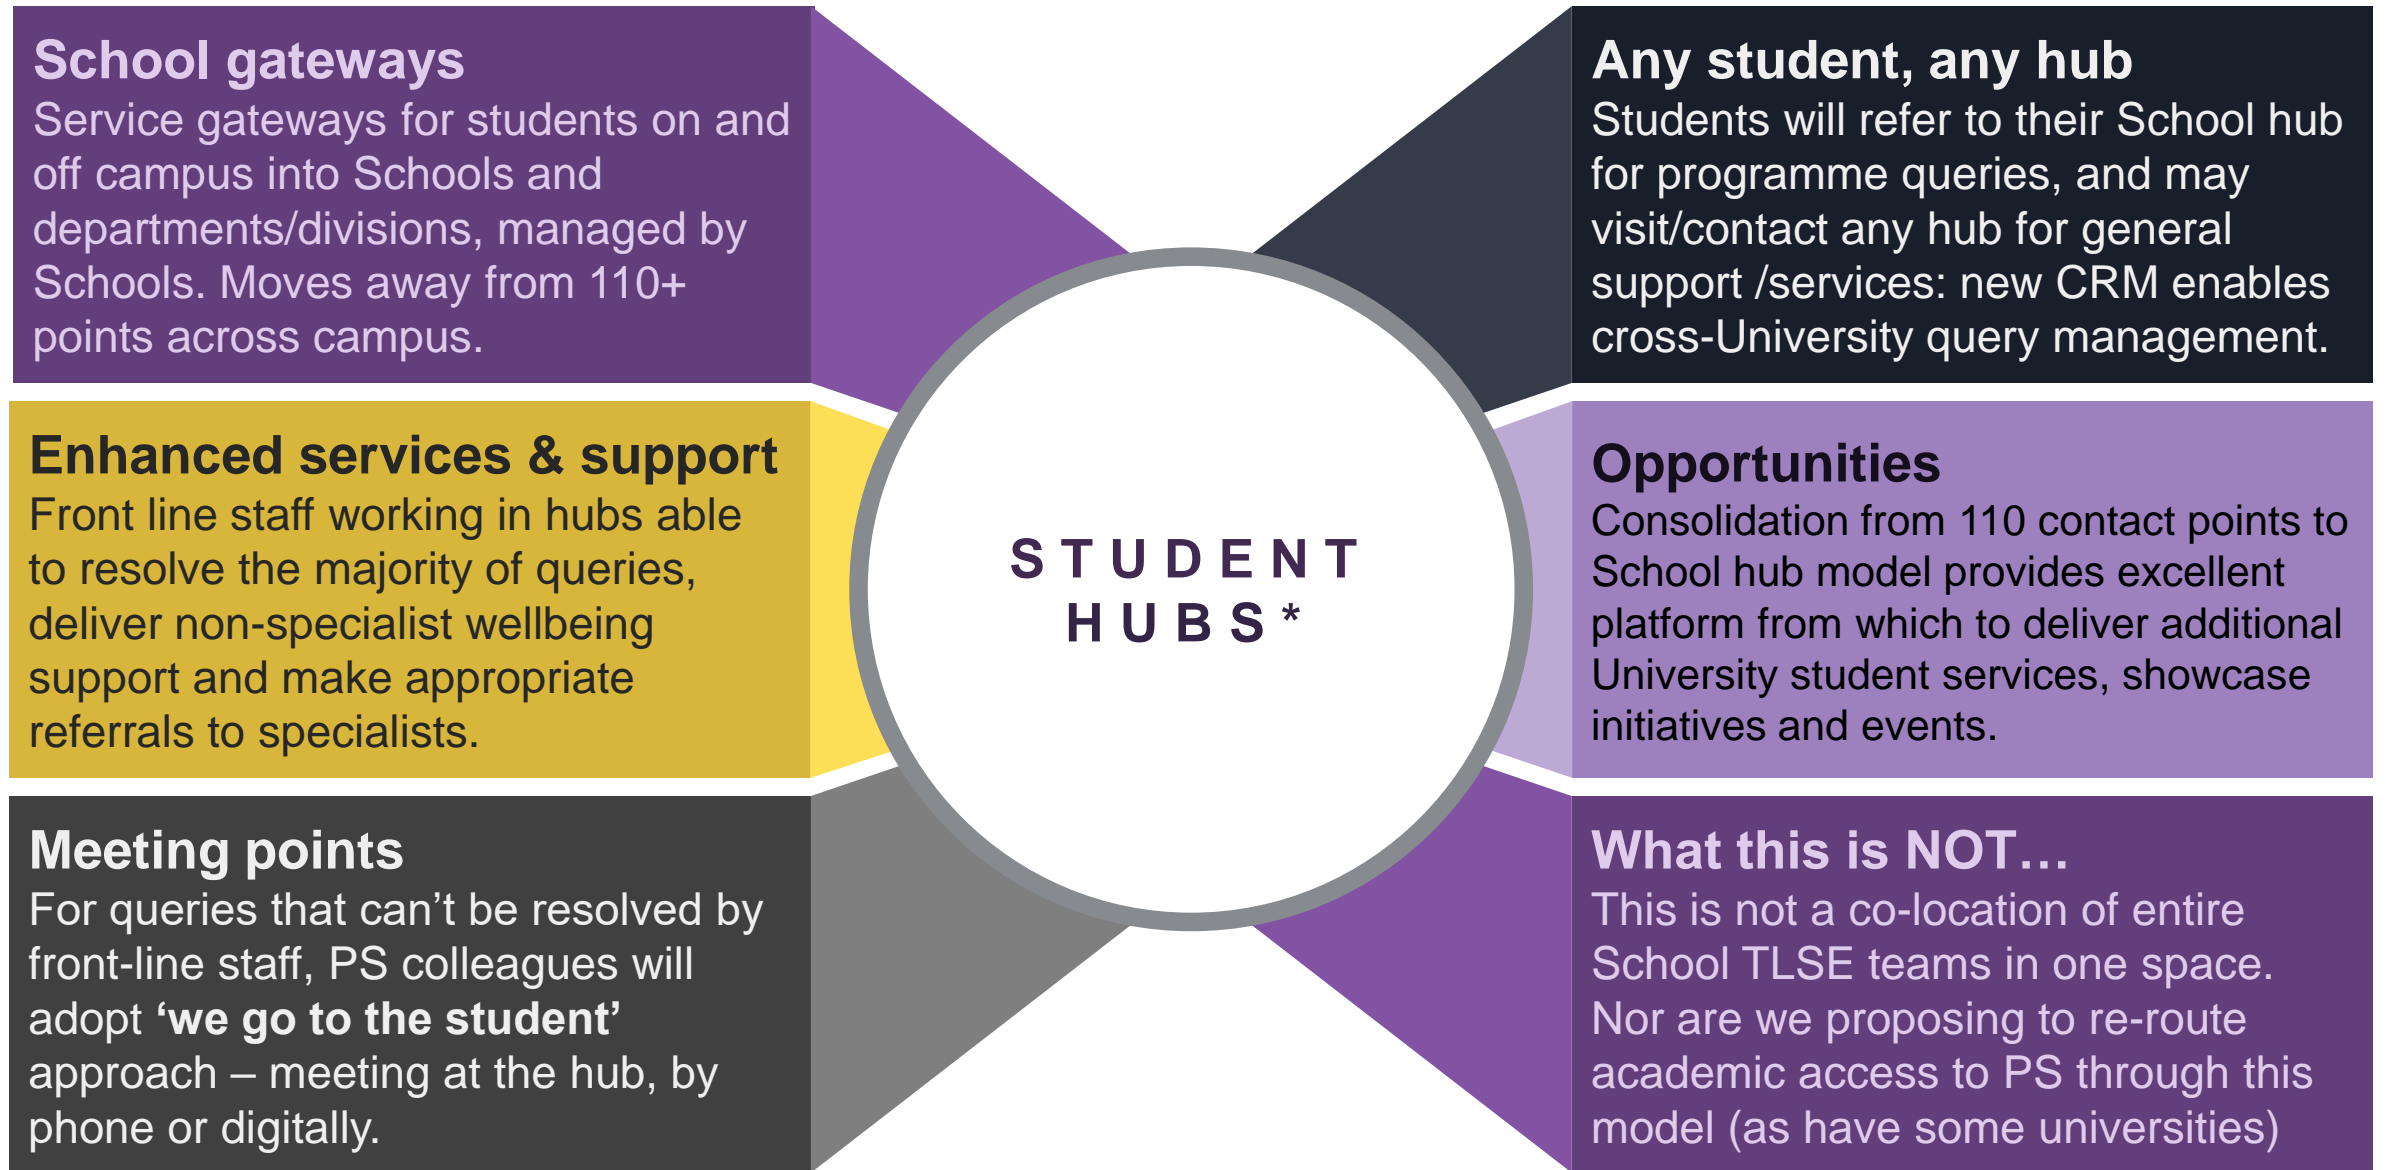 School gateways
Service gateways for students on and
off campus into Schools and
departments/divisions, managed by
Schools. Moves away from 110+
points across campus.
Enhanced services & support
Front line staff working in hubs able
to resolve the majority of queries,
deliver non-specialist wellbeing
support and make appropriate
referrals to specialists.
Meeting points
For queries that can’t be resolved by
front-line staff, PS colleagues will
adopt ‘we go to the student’
approach – meeting at the hub, by
phone or digitally.
STUDENT
HUBS*
Any student, any hub
Students will refer to their School hub
for programme queries, and may
visit/contact any hub for general
support /services: new CRM enables
cross-University query management.
Opportunities
Consolidation from 110 contact points to
School hub model provides excellent
platform from which to deliver additional
University student services, showcase
initiatives and events.
What this is NOT…
This is not a co-location of entire
School TLSE teams in one space.
Nor are we proposing to re-route
academic access to PS through this
model (as have some universities)